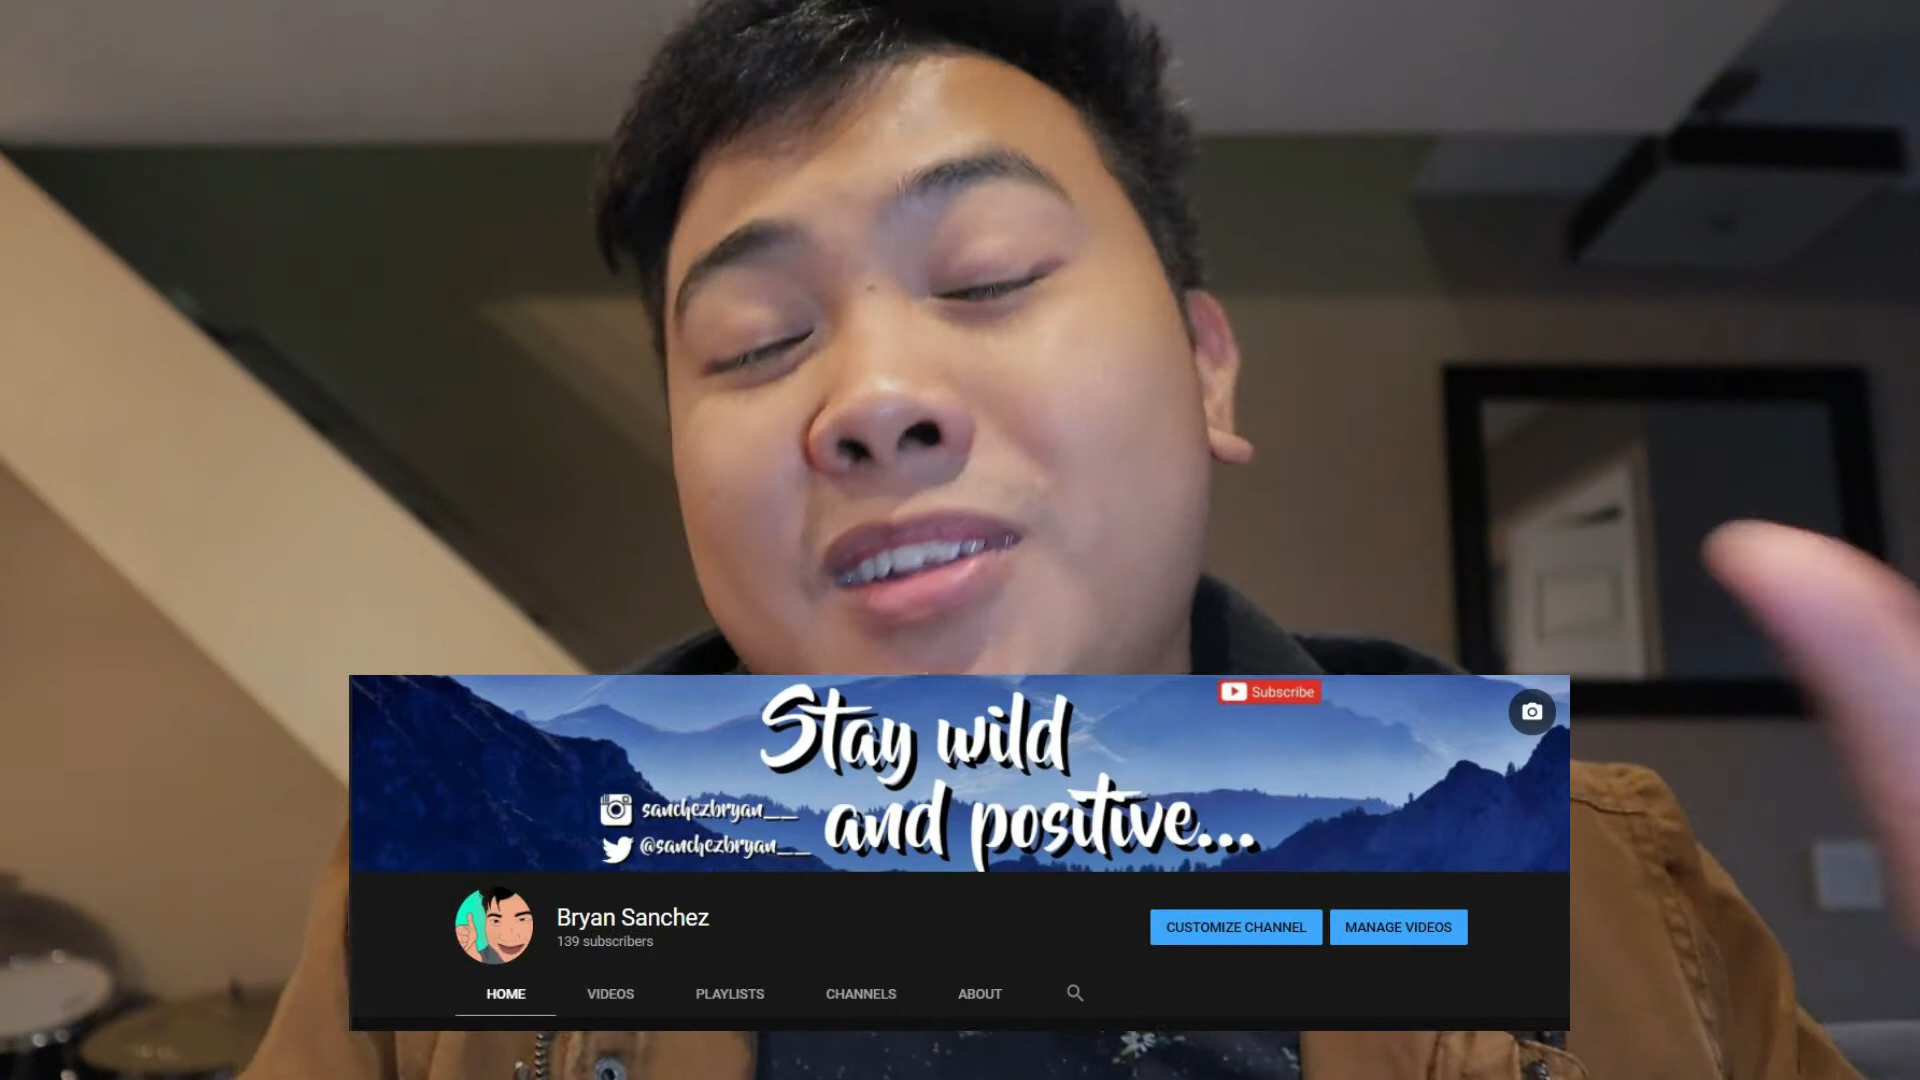 Subscribe
Stay wild
and positive...
sanchezbryan__
@sanchezbryan__
Bryan Sanchez
139 subscribers
CUSTOMIZE CHANNEL
MANAGE VIDEOS
HOME
VIDEOS
PLAYLISTS
CHANNELS
ABOUT